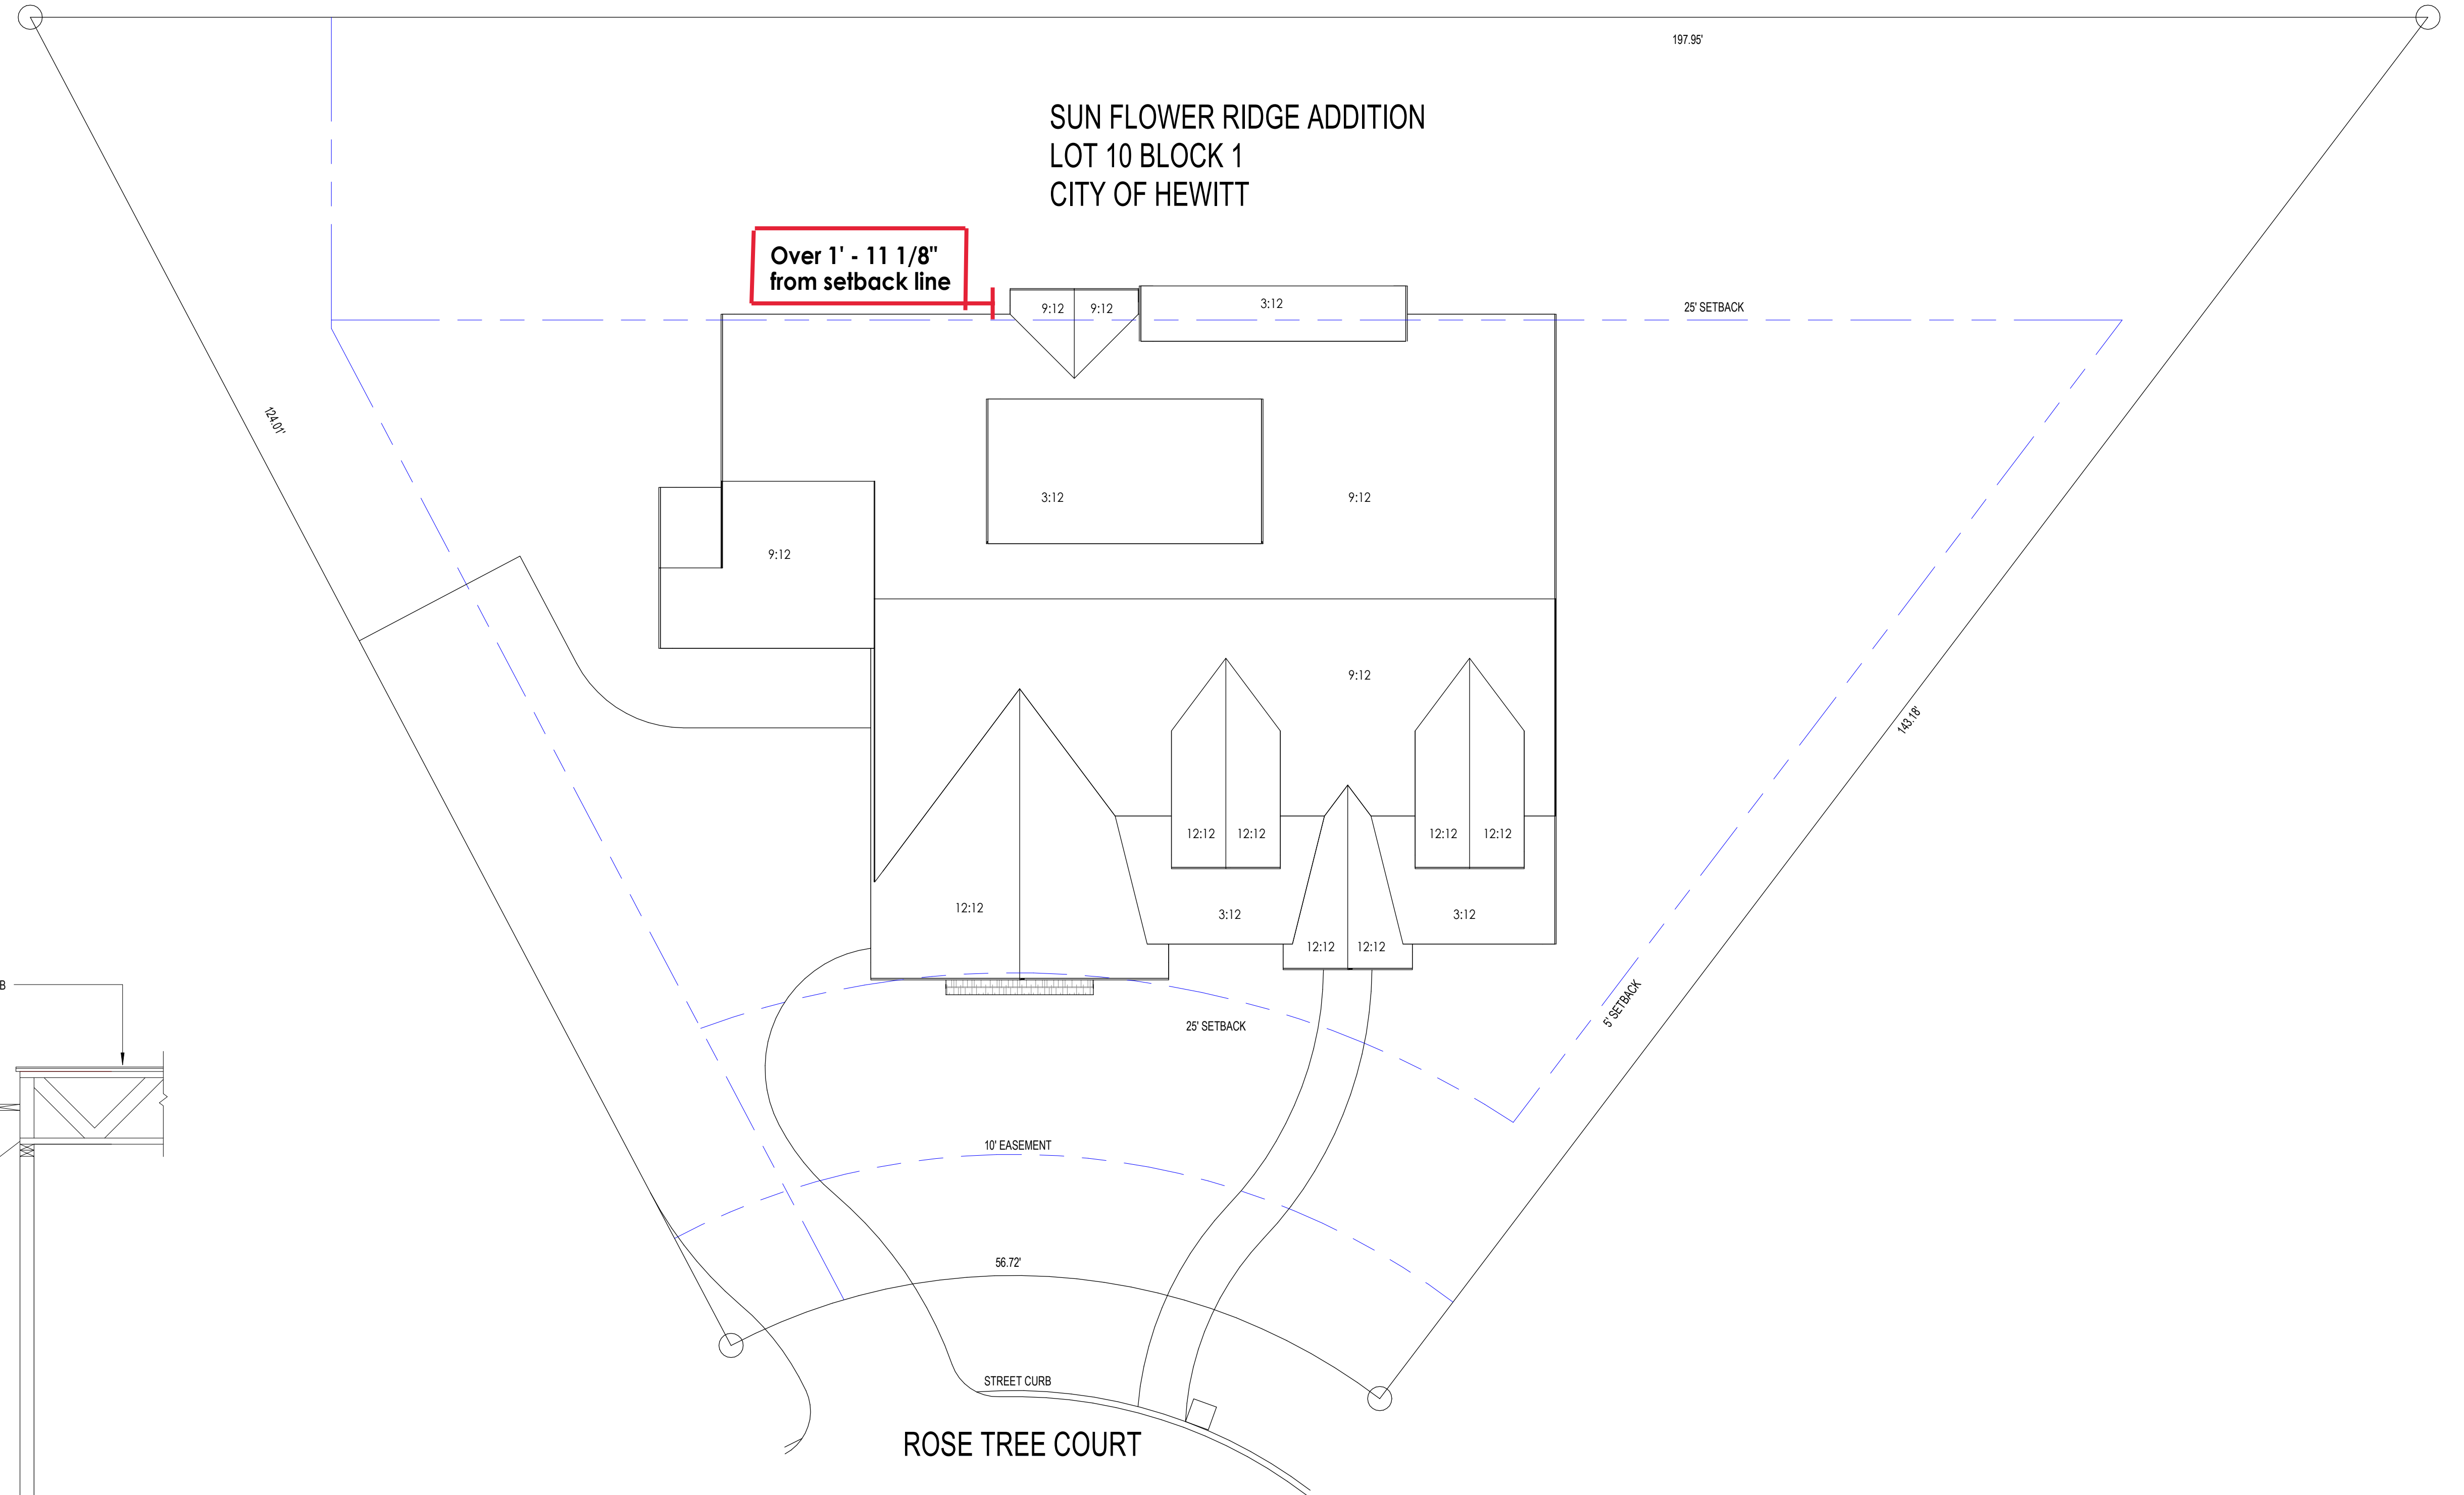 197.95'
SUN FLOWER RIDGE ADDITION
LOT 10 BLOCK 1
CITY OF HEWITT
Over 1' - 11 1/8"
from setback line
9:12
9:12
3:12
25' SETBACK
124.01'
3:12
9:12
9:12
9:12
143.18'
12:12
12:12
12:12
12:12
12:12
3:12
3:12
12:12
12:12
B
25' SETBACK
5' SETBACK
10' EASEMENT
56.72'
STREET CURB
ROSE TREE COURT